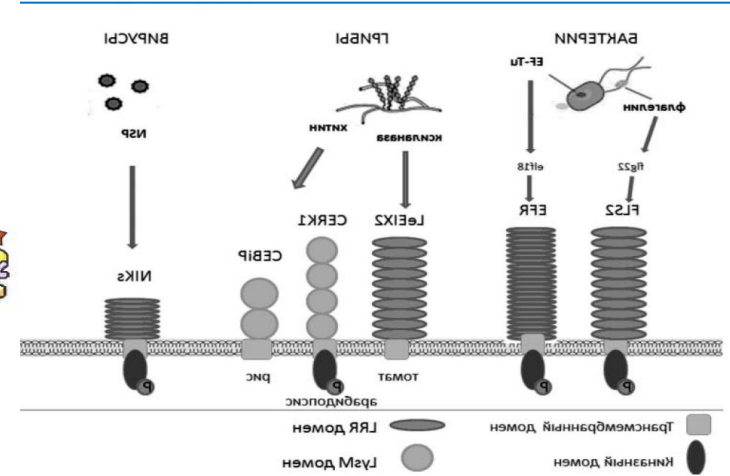 БАКТЕРИИ
ГРИБЫ
ВИРУСЫ
EF-Tu
флагелин
ксиланаза
хитин
NSP
flg22
elf18
FLS2
EFR
LeEIX2
CERK1
CEBiP
NIKs
P
P
P
P
томат
арабидопсис
рис
Трансмембранный домен
LRR домен
Киназный домен
LysM домен